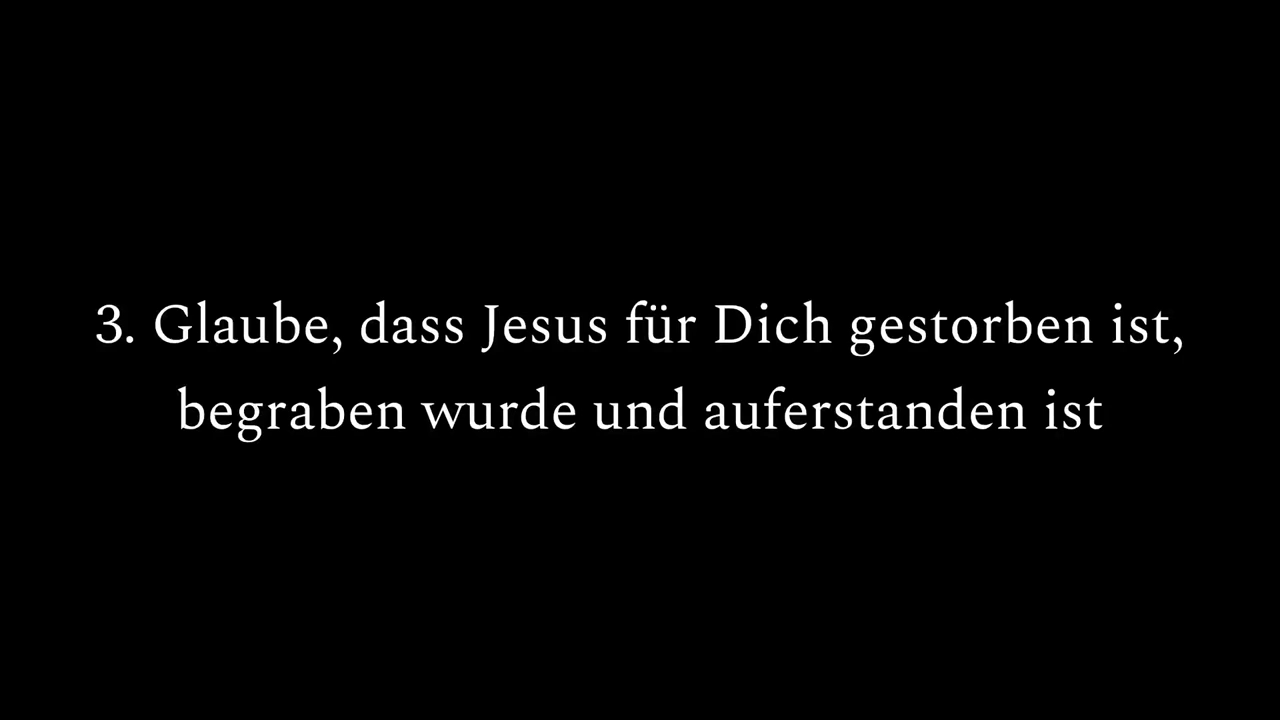 3. Glaube, dass Jesus für Dich gestorben ist,
begraben wurde und auferstanden ist